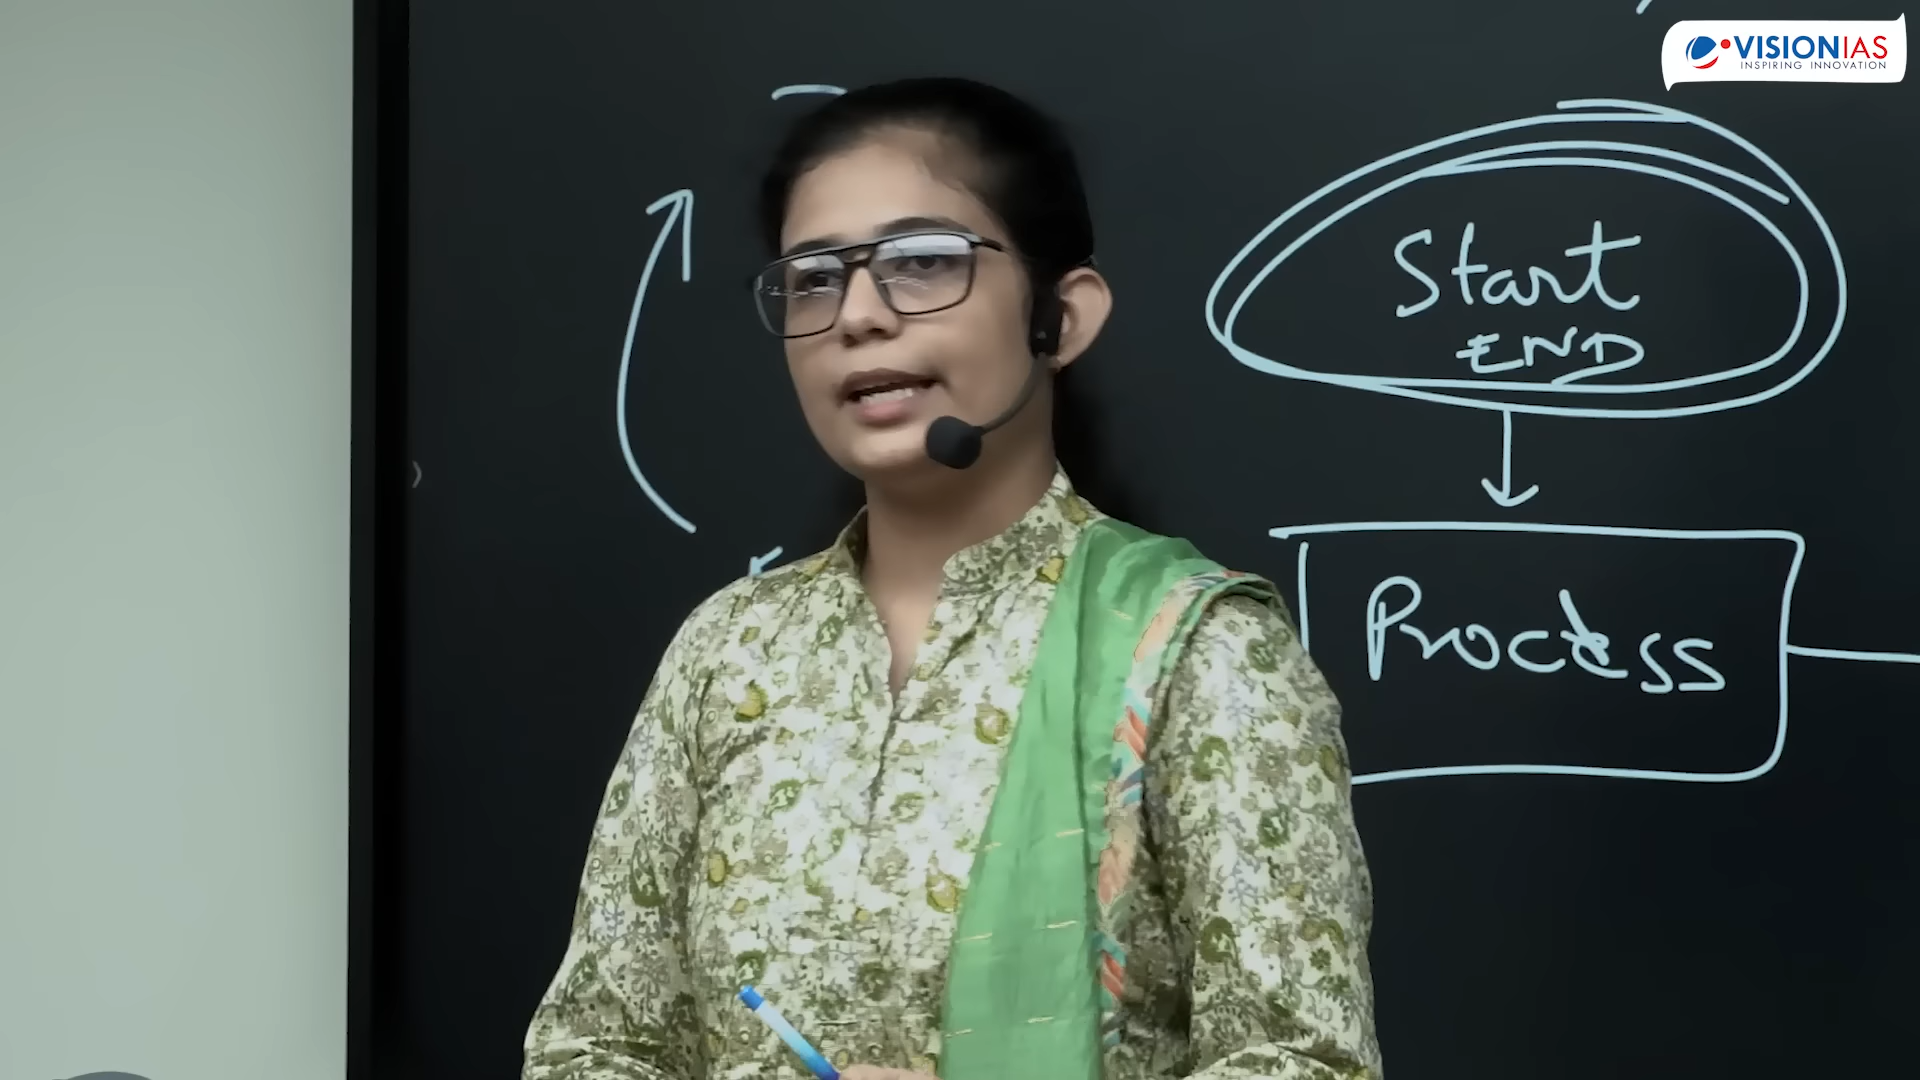 VISIONIAS
INSPIRING INNOVATION
Start
END
Process